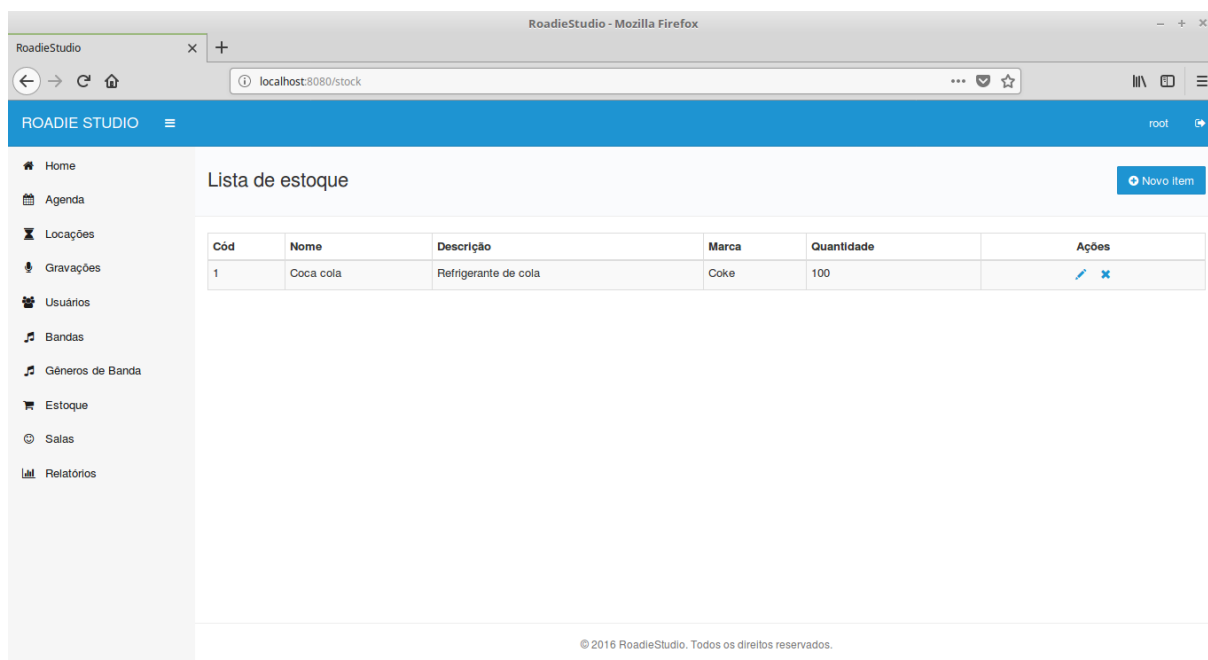 RoadieStudio - Mozilla Firefox
RoadieStudio
localhost:8080/stock
ROADIE STUDIO
root
Home
Agenda
Locações
Gravações
Usuários
Bandas
Gêneros de Banda
Estoque
Salas
Relatórios
Lista de estoque
Novo item
Cód Nome Descrição Marca Quantidade Ações
1 Coca cola Refrigerante de cola Coke 100
© 2016 RoadieStudio. Todos os direitos reservados.